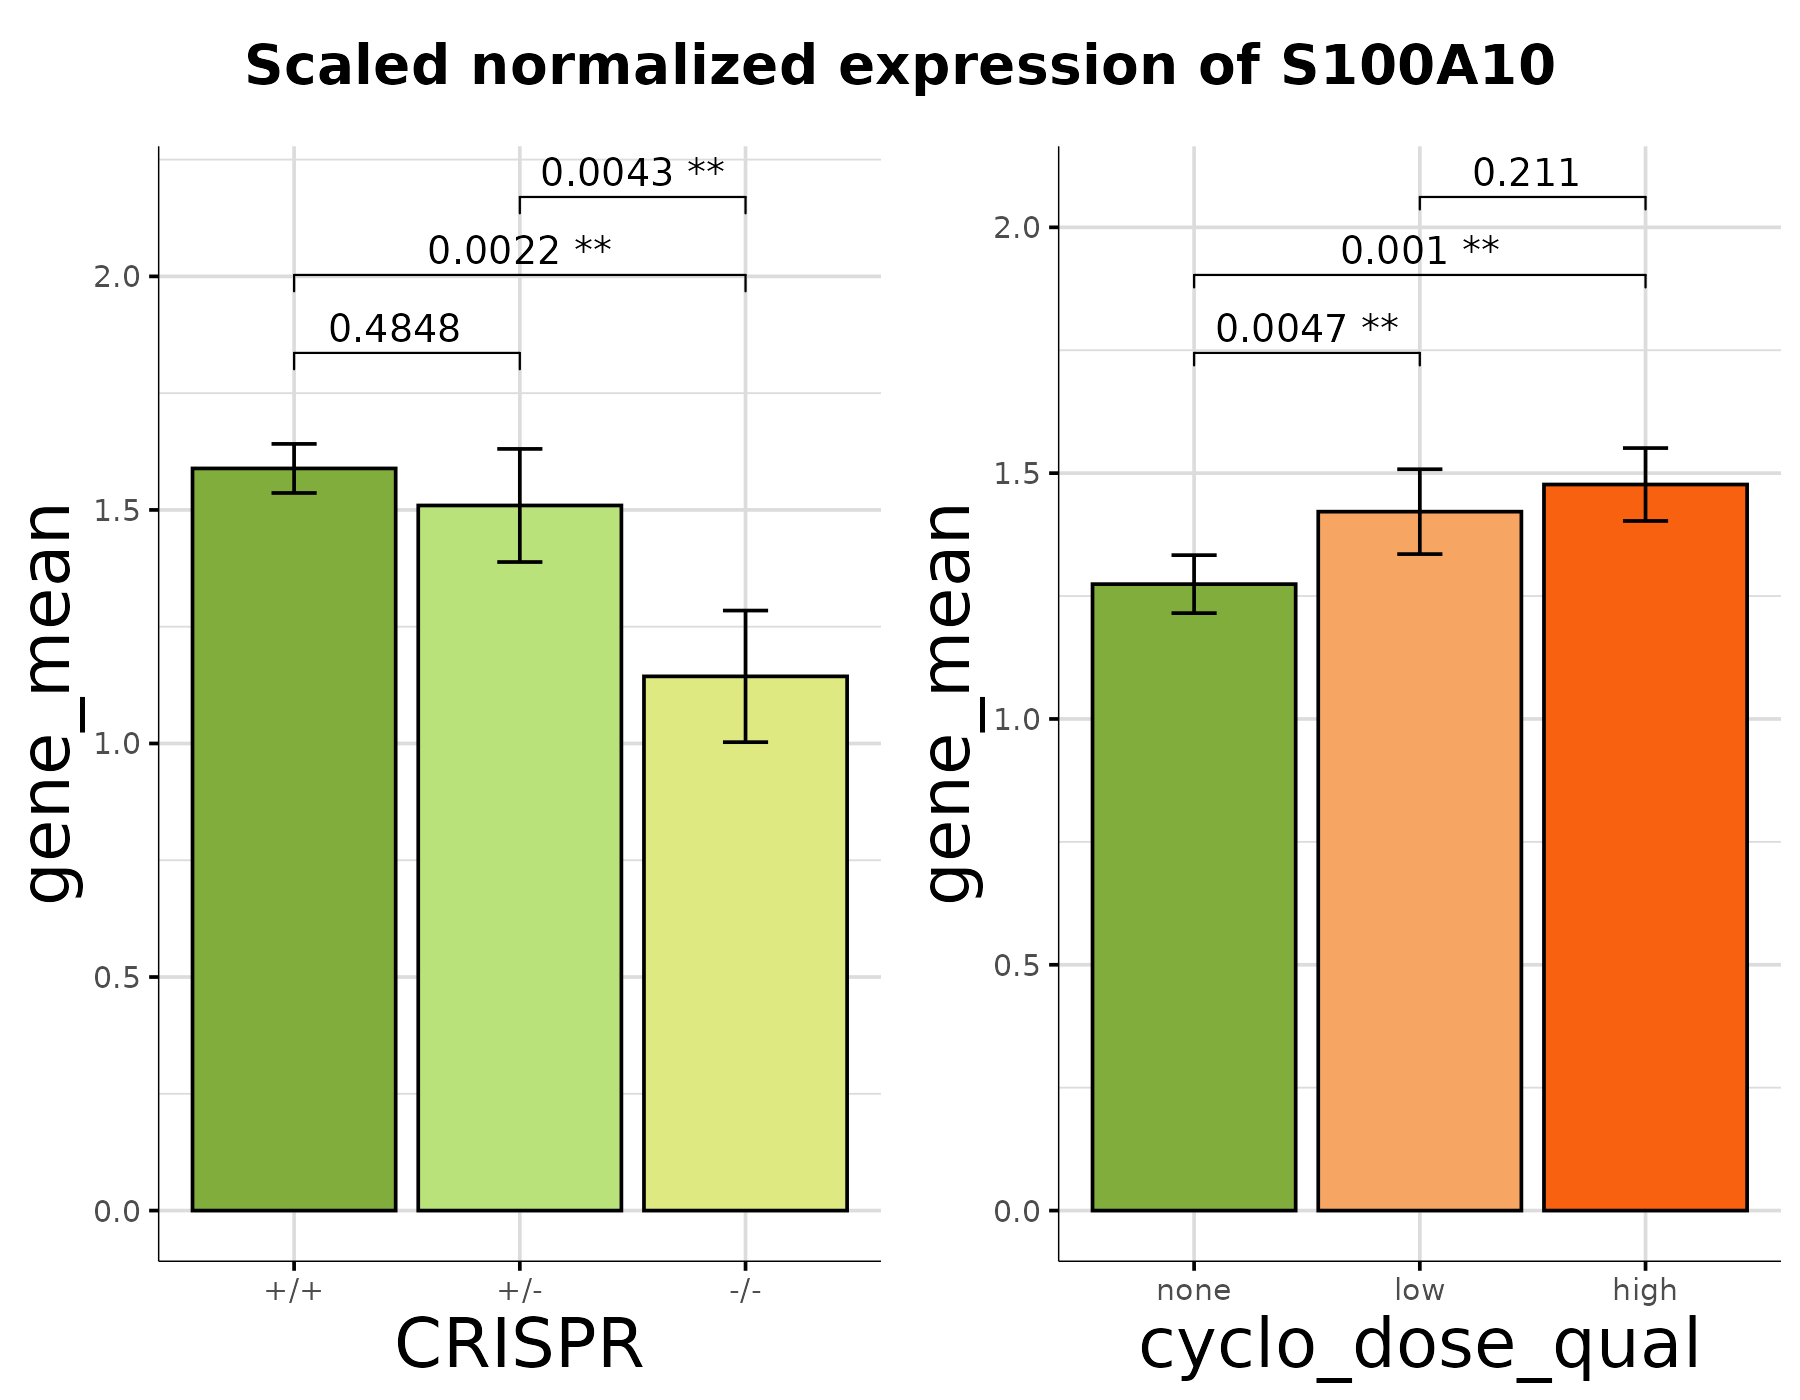 Scaled normalized expression of S100A10
gene_mean
2.0
1.5
1.0
0.5
0.0
0.0043 **
0.0022 **
0.4848
+/+ +/- -/-
CRISPR
gene_mean
2.0
1.5
1.0
0.5
0.0
0.211
0.001 **
0.0047 **
none low high
cyclo_dose_qual